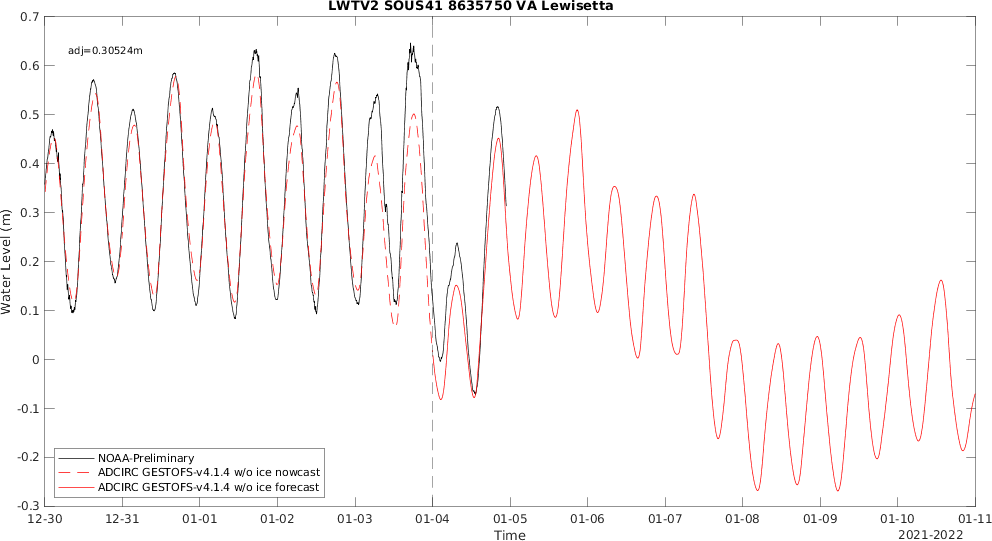 LWTV2 SOUS41 8635750 VA Lewisetta
adj=0.30524m
0.7
0.6
0.5
0.4
0.3
0.2
0.1
0
-0.1
-0.2
-0.3
Water Level (m)
NOAA-Preliminary
ADCIRC GESTOFS-v4.1.4 w/o ice nowcast
ADCIRC GESTOFS-v4.1.4 w/o ice forecast
12-30 12-31 01-01 01-02 01-03 01-04 01-05 01-06 01-07 01-08 01-09 01-10 01-11
Time
2021-2022